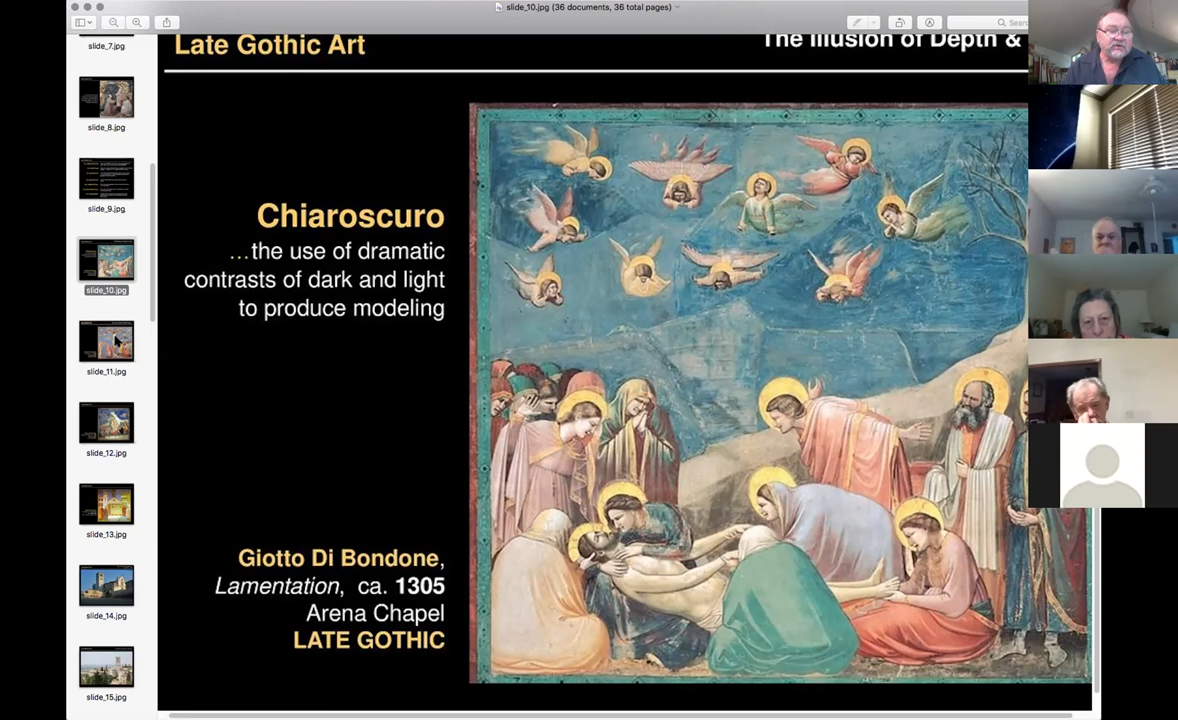 slide_10.jpg (36 documents, 36 total pages)
slide_7.jpg
slide_8.jpg
slide_9.jpg
slide_10.jpg
slide_11.jpg
slide_12.jpg
slide_13.jpg
slide_14.jpg
slide_15.jpg
Late Gothic Art
The Illusion of Depth &
Chiaroscuro
...the use of dramatic
contrasts of dark and light
to produce modeling
Giotto Di Bondone,
Lamentation, ca. 1305
Arena Chapel
LATE GOTHIC